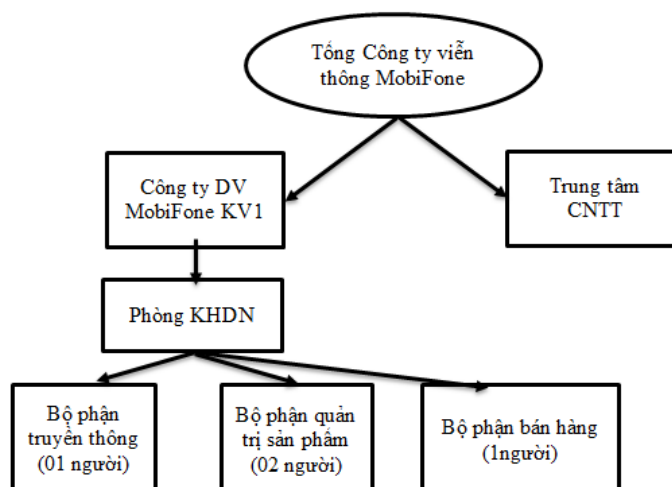 Tổng Công ty viễn
thông MobiFone
Công ty DV
MobiFone KV1
Trung tâm
CNTT
Phòng KHDN
Bộ phận
truyền thông
(01 người)
Bộ phận quản
trị sản phẩm
(02 người)
Bộ phận bán hàng
(1người)